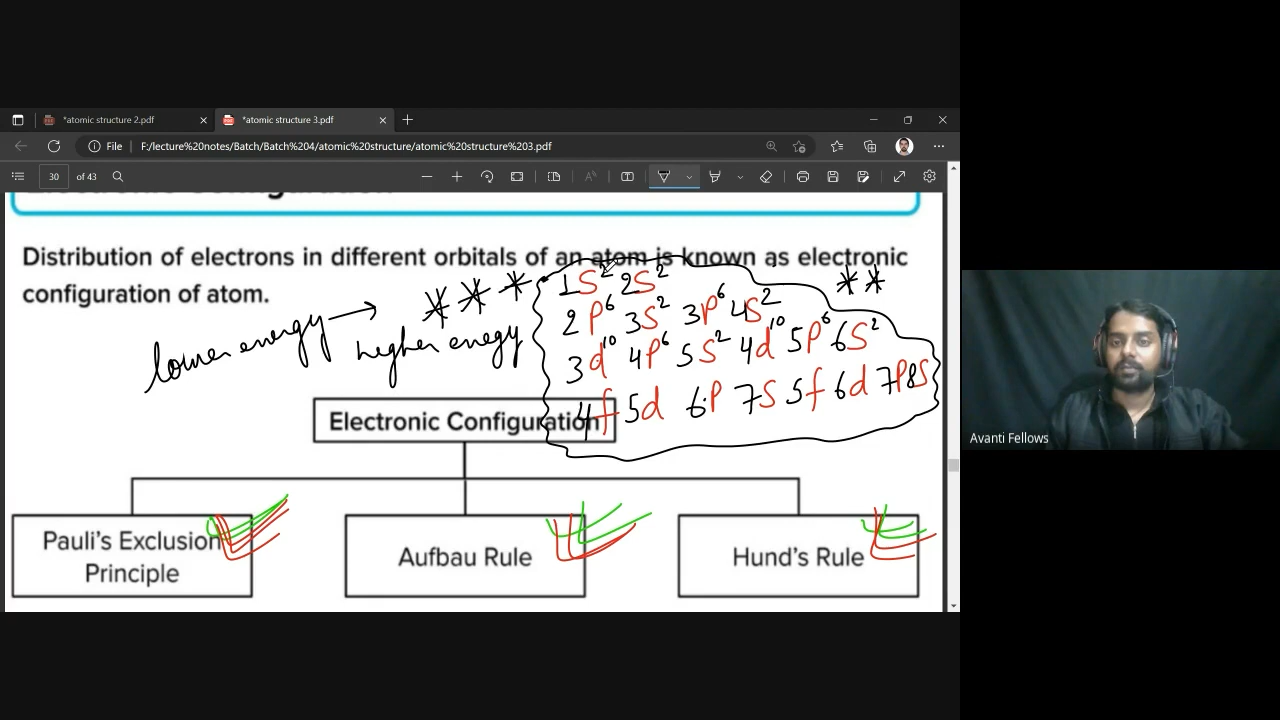 *atomic structure 2.pdf
*atomic structure 3.pdf
File F:/lecture%20notes/Batch/Batch%204/atomic%20structure/atomic%20structure%203.pdf
30 of 43
Distribution of electrons in different orbitals of an atom is known as electronic
configuration of atom.
lower energy → higher enegy
*** **
1S² 2S²
2P⁶ 3S² 3P⁶ 4S²
3d¹⁰ 4P⁶ 5S² 4d¹⁰ 5P⁶ 6S²
4f 5d 6P 7S 5f 6d 7P 8S
Electronic Configuration
Pauli's Exclusion
Principle
Aufbau Rule
Hund's Rule
Avanti Fellows